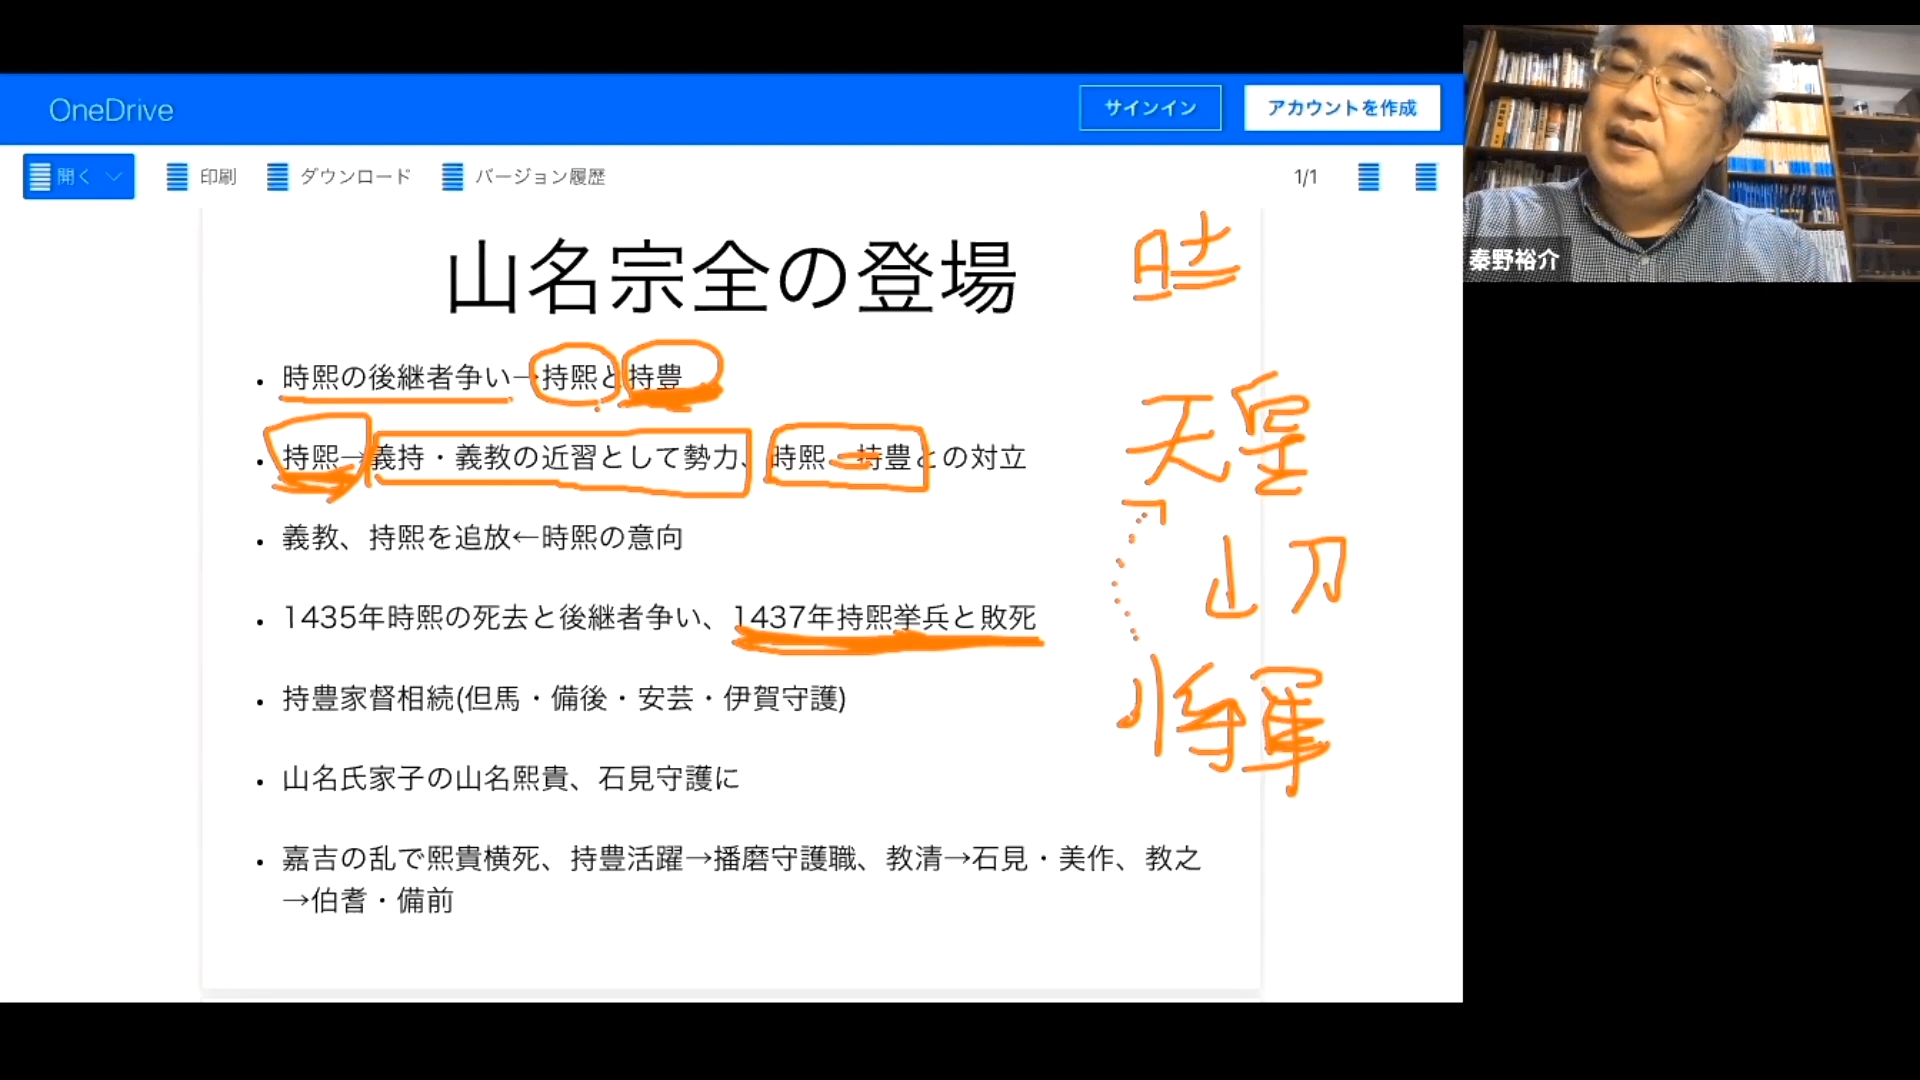 OneDrive
サインイン
アカウントを作成
開く
印刷
ダウンロード
バージョン履歴
1/1
山名宗全の登場
• 時熙の後継者争い→持熙と持豊
• 持熙→義持・義教の近習として勢力、時熙＝持豊との対立
• 義教、持熙を追放←時熙の意向
• 1435年時熙の死去と後継者争い、1437年持熙挙兵と敗死
• 持豊家督相続(但馬・備後・安芸・伊賀守護)
• 山名氏家子の山名熙貴、石見守護に
• 嘉吉の乱で熙貴横死、持豊活躍→播磨守護職、教清→石見・美作、教之
→伯耆・備前
天皇
将軍
秦野裕介